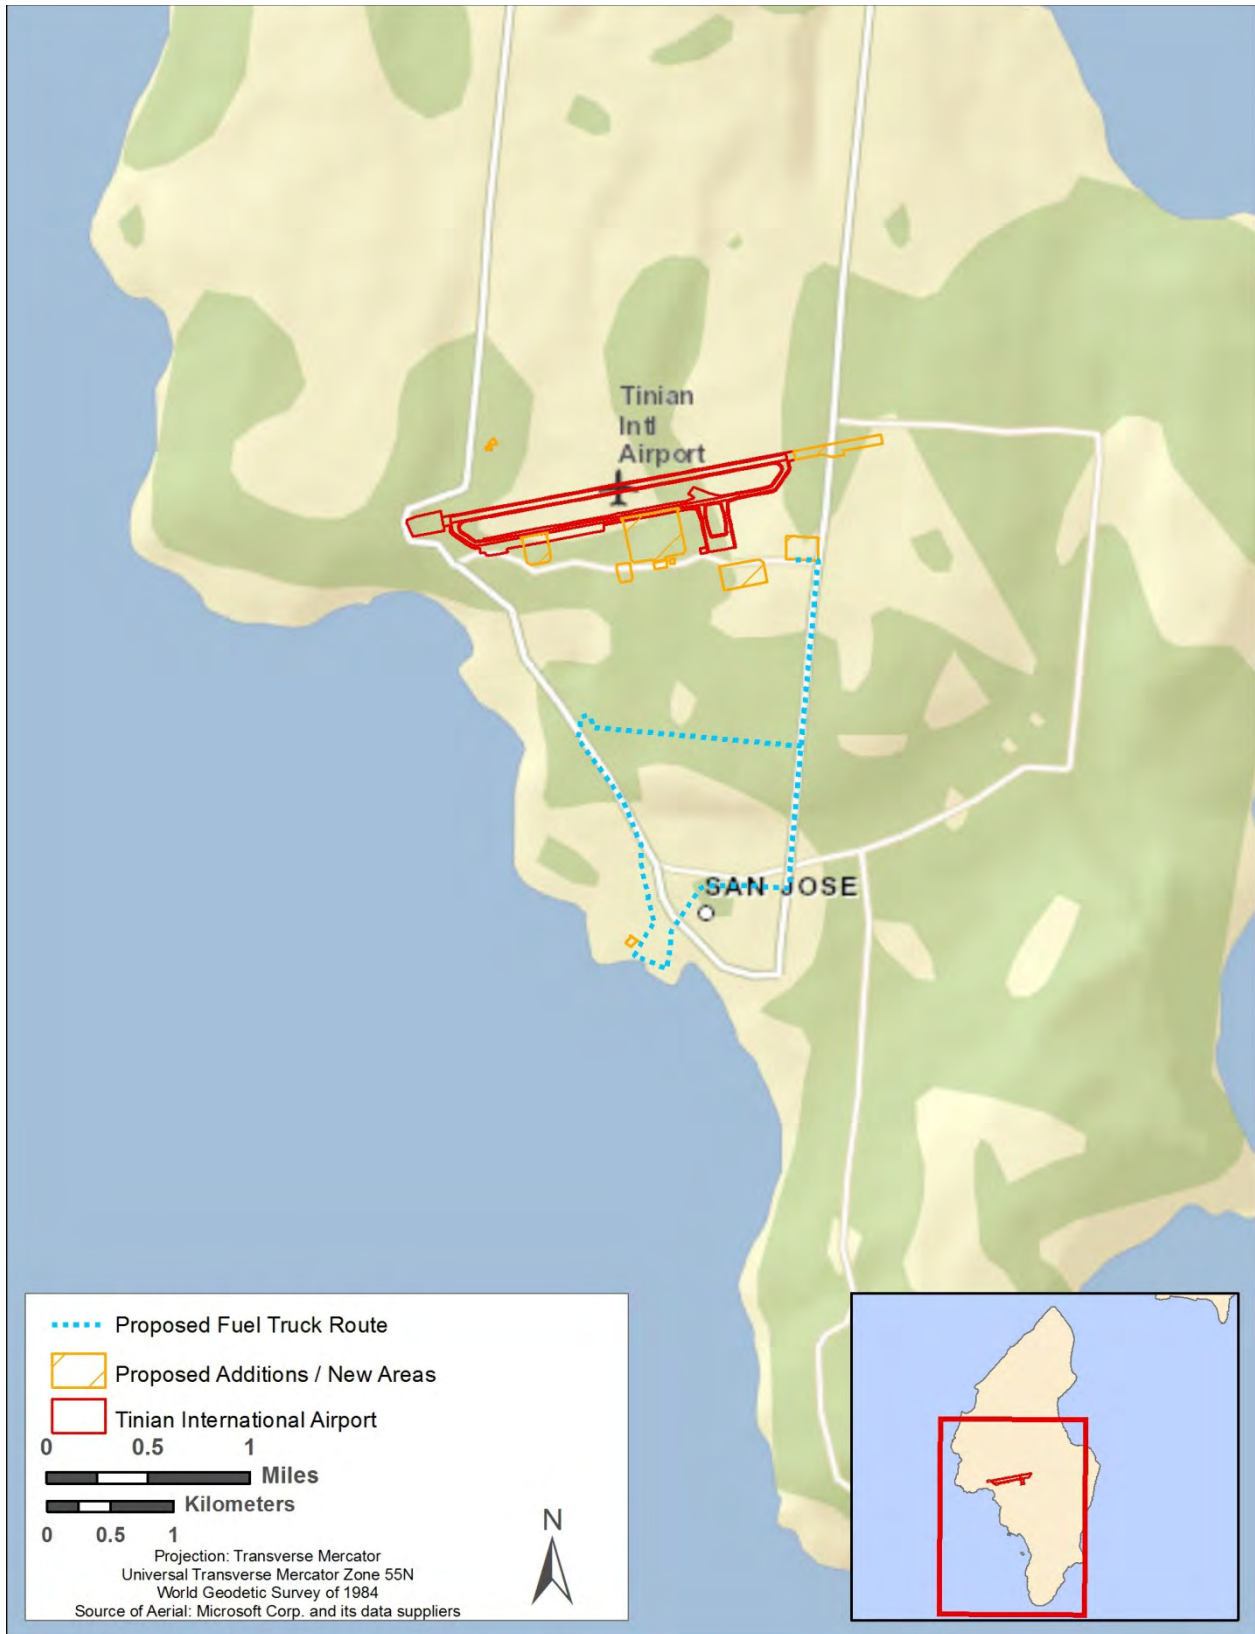 Tinian
Intl
Airport
SAN JOSE
Proposed Fuel Truck Route
Proposed Additions / New Areas
Tinian International Airport
0 0.5 1
Miles
Kilometers
0 0.5 1
N
Projection: Transverse Mercator
Universal Transverse Mercator Zone 55N
World Geodetic Survey of 1984
Source of Aerial: Microsoft Corp. and its data suppliers